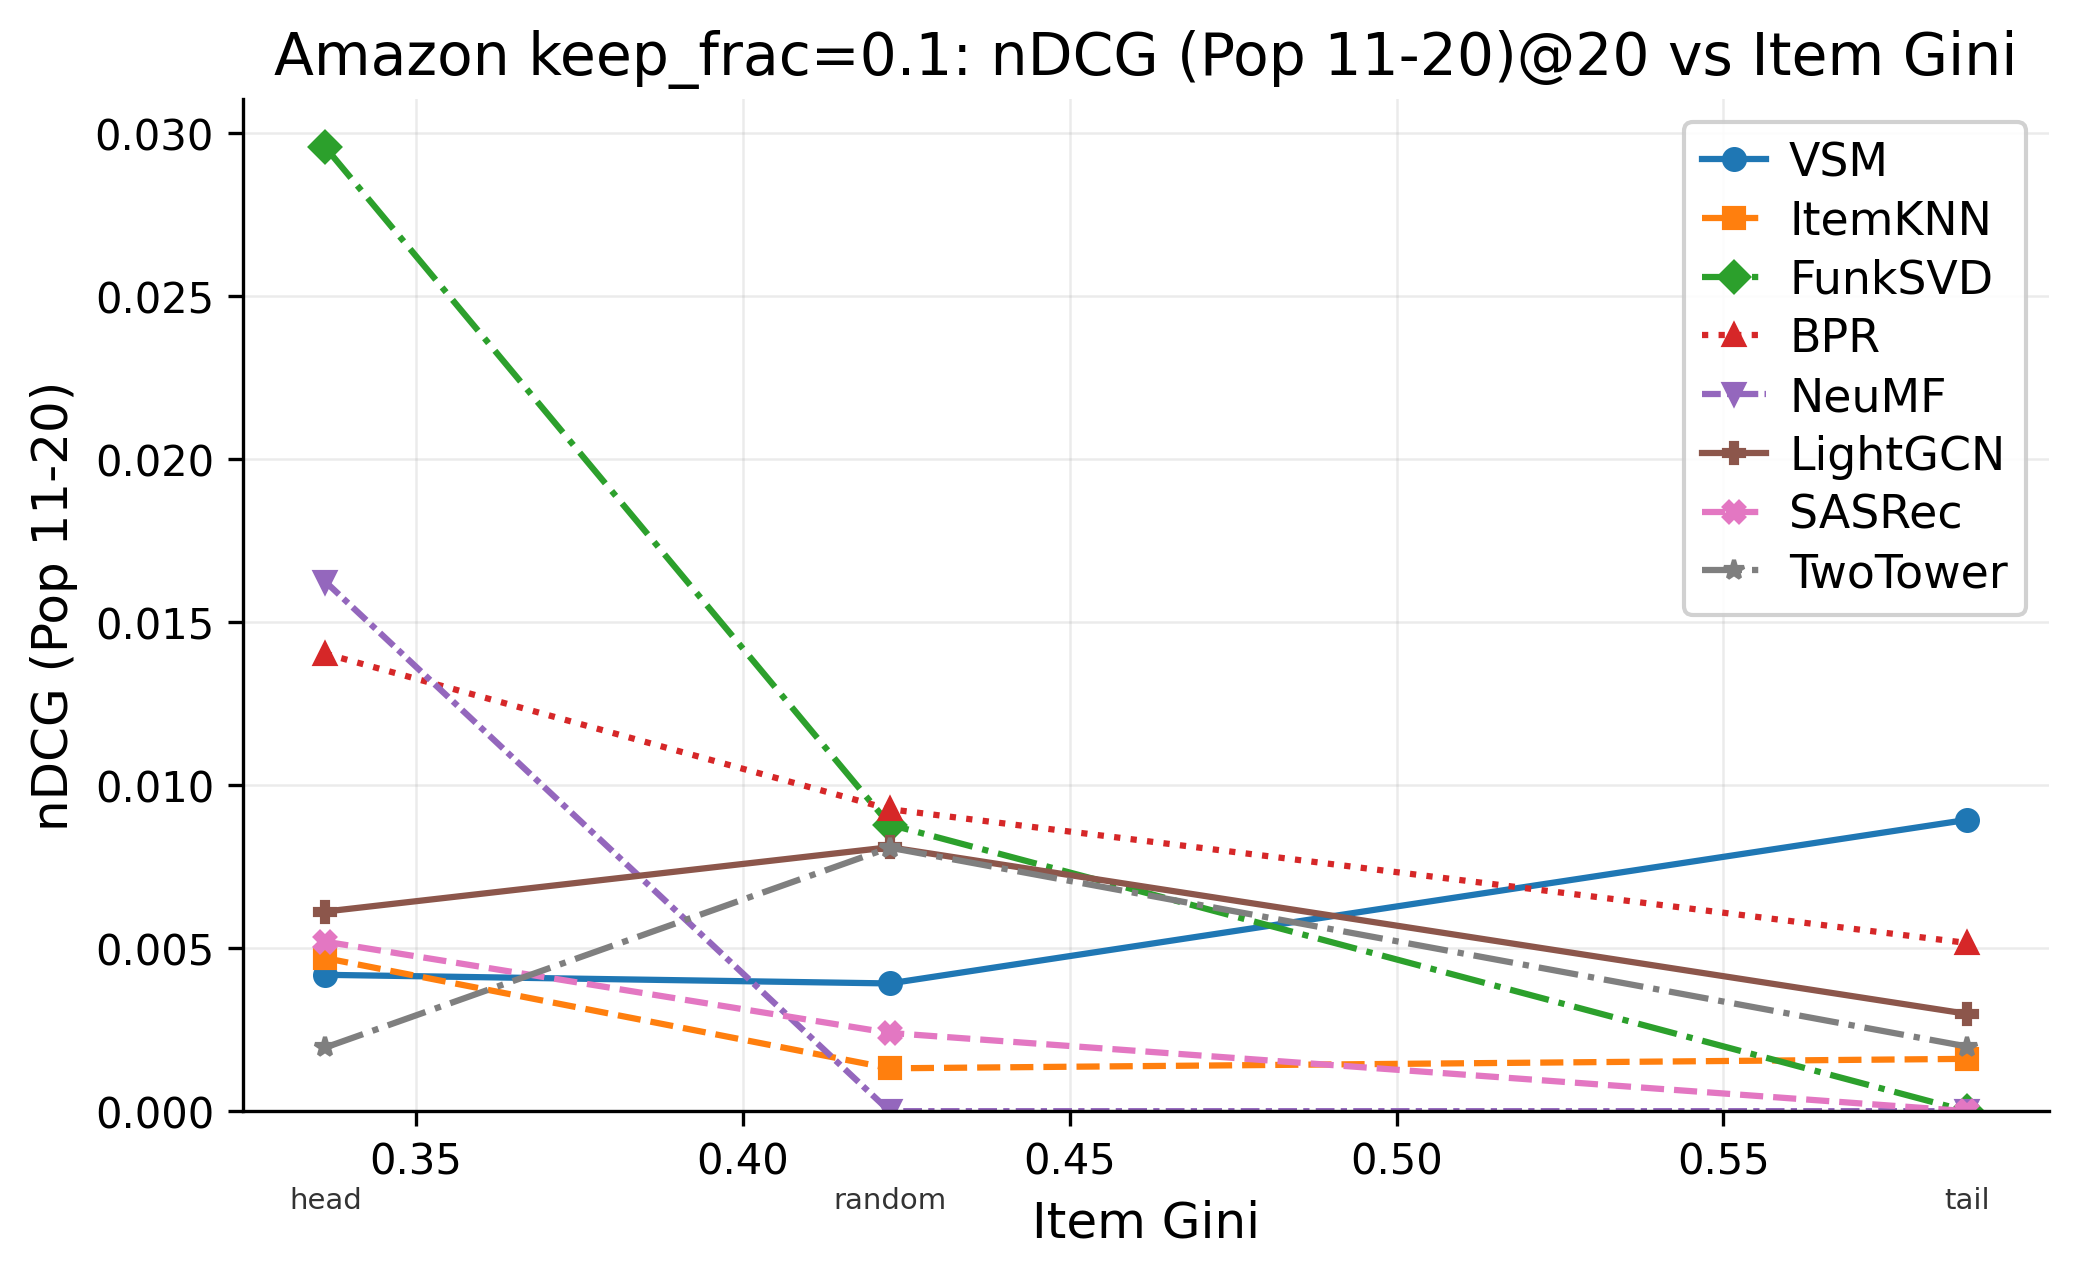 Amazon keep_frac=0.1: nDCG (Pop 11-20)@20 vs Item Gini
nDCG (Pop 11-20)
0.030
0.025
0.020
0.015
0.010
0.005
0.000
VSM
ItemKNN
FunkSVD
BPR
NeuMF
LightGCN
SASRec
TwoTower
0.35 0.40 0.45 0.50 0.55
head random tail
Item Gini